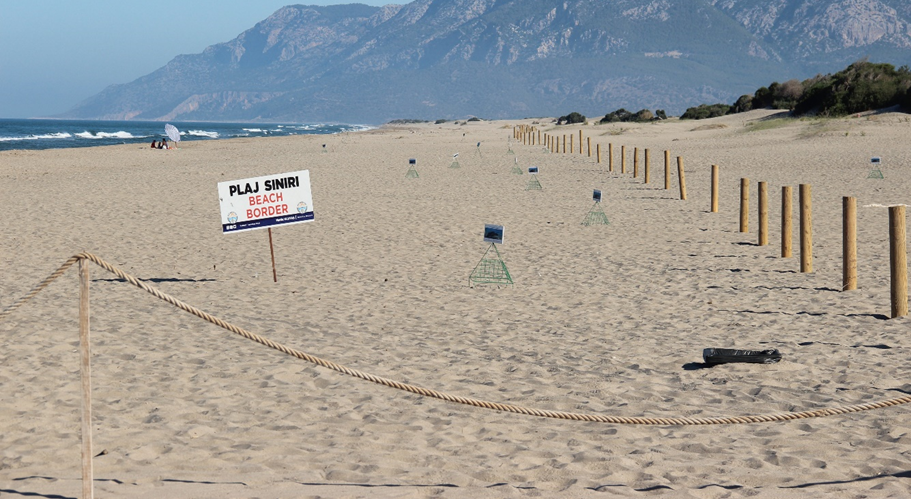 PLAJ SINIRI
BEACH
BORDER